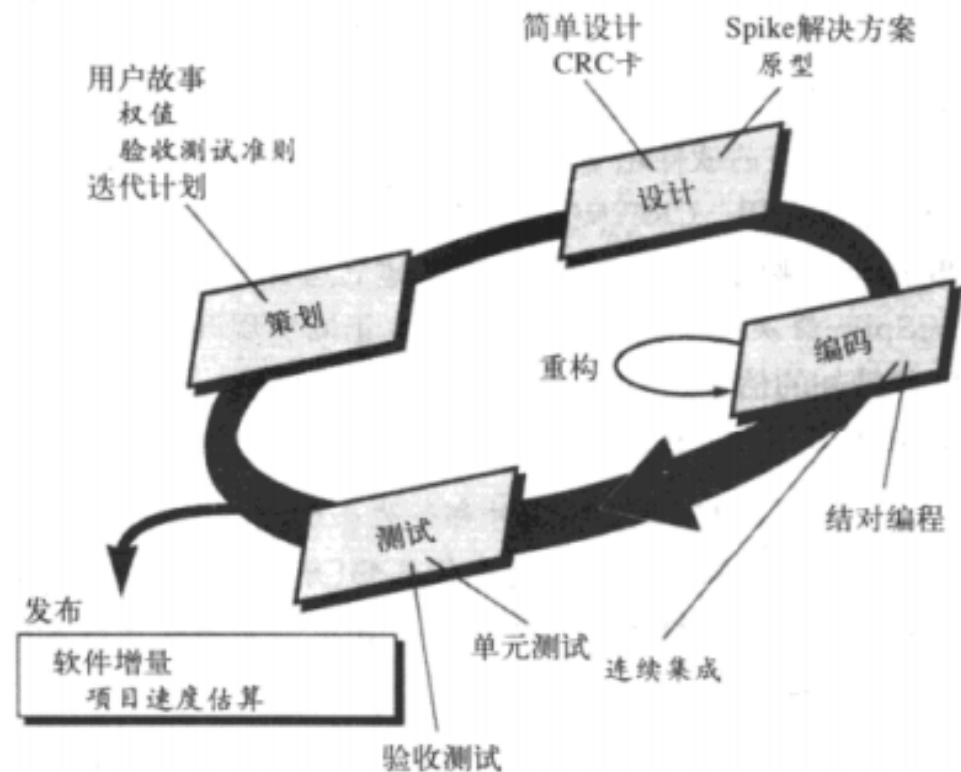 简单设计
CRC卡
Spike解决方案
原型
用户故事
权值
验收测试准则
迭代计划
设计
策划
编码
重构
测试
结对编程
发布
软件增量
项目速度估算
单元测试
连续集成
验收测试